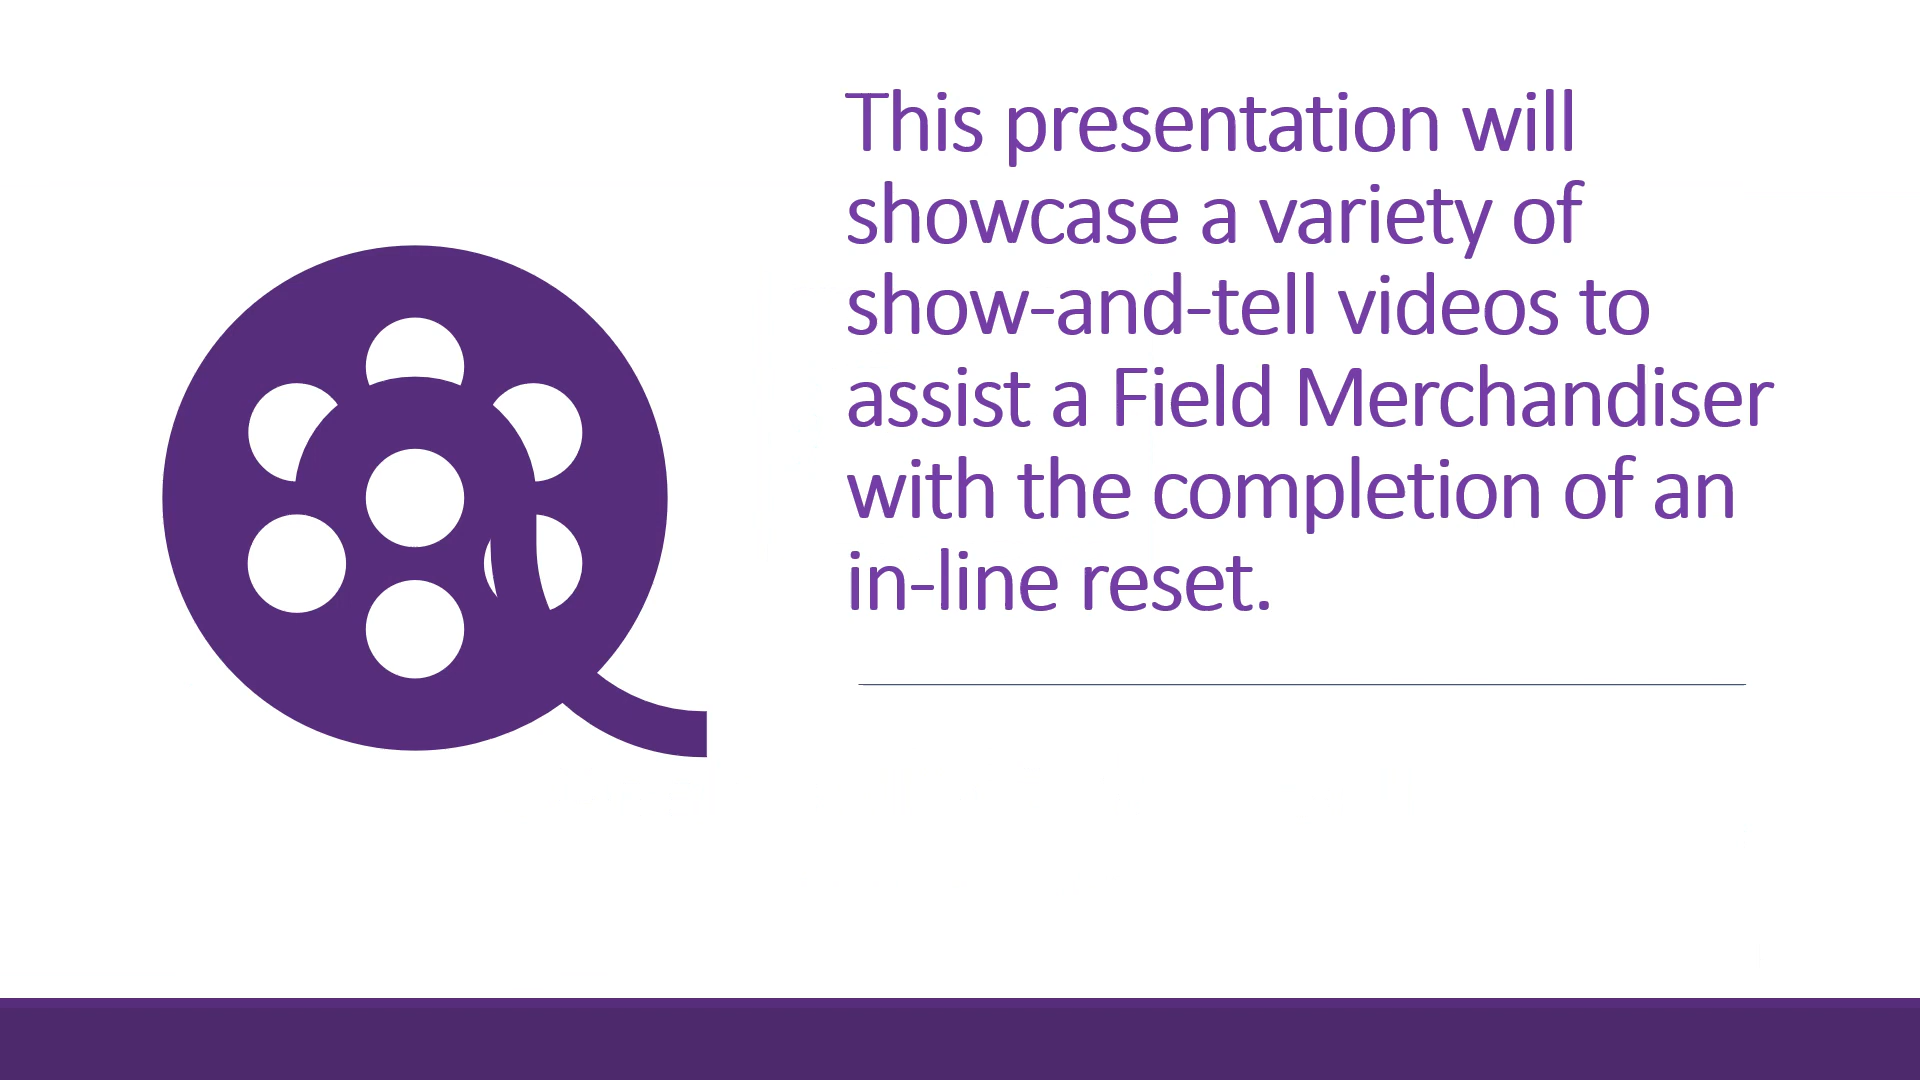 This presentation will
showcase a variety of
show-and-tell videos to
assist a Field Merchandiser
with the completion of an
in-line reset.